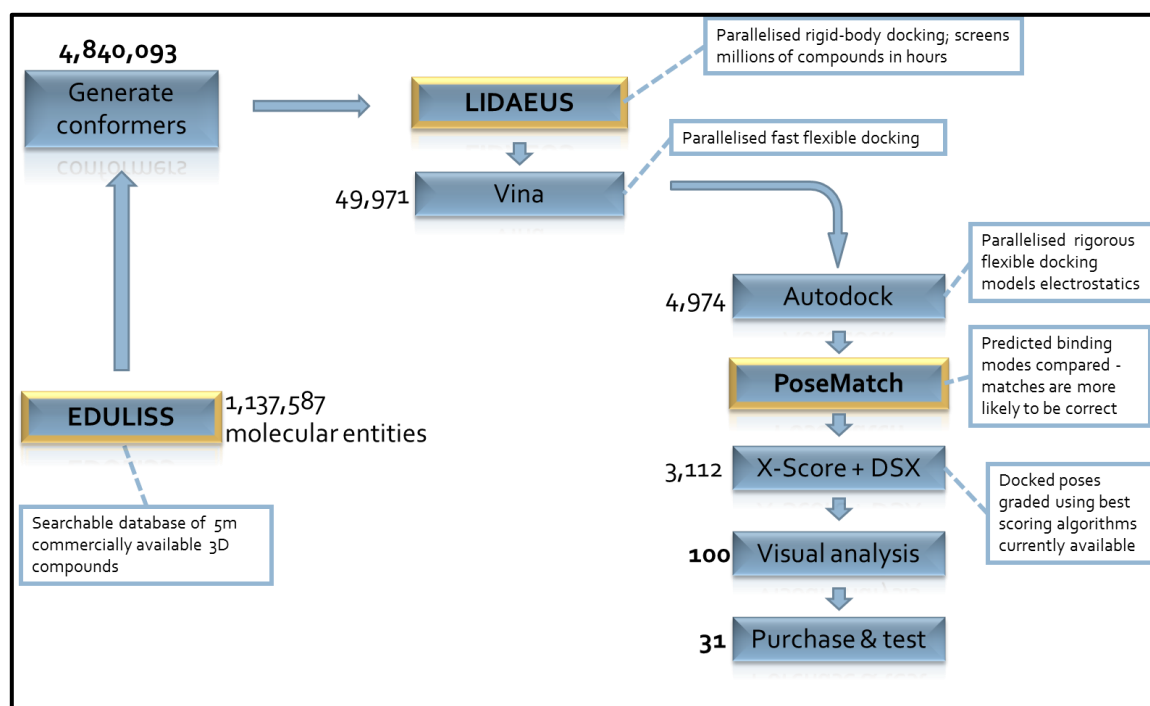 4,840,093
Generate
conformers
LIDAEUS
Parallelised rigid-body docking; screens
millions of compounds in hours
Parallelised fast flexible docking
49,971
Vina
Parallelised rigorous
flexible docking
models electrostatics
4,974
Autodock
Predicted binding
modes compared -
matches are more
likely to be correct
PoseMatch
EDULISS
1,137,587
molecular entities
3,112
X-Score + DSX
Docked poses
graded using best
scoring algorithms
currently available
Searchable database of 5m
commercially available 3D
compounds
100
Visual analysis
31
Purchase & test